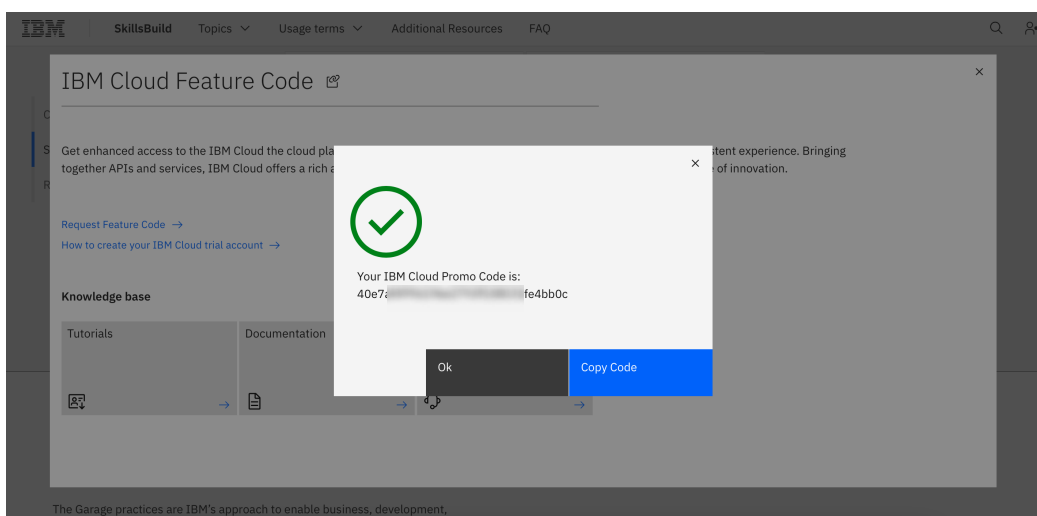 IBM SkillsBuild Topics Usage terms Additional Resources FAQ
IBM Cloud Feature Code
Get enhanced access to the IBM Cloud the cloud pla
stent experience. Bringing
together APIs and services, IBM Cloud offers a rich
of innovation.
Request Feature Code →
How to create your IBM Cloud trial account →
Knowledge base
Tutorials
Documentation
Your IBM Cloud Promo Code is:
40e7 fe4bb0c
Ok
Copy Code
The Garage practices are IBM's approach to enable business, development,